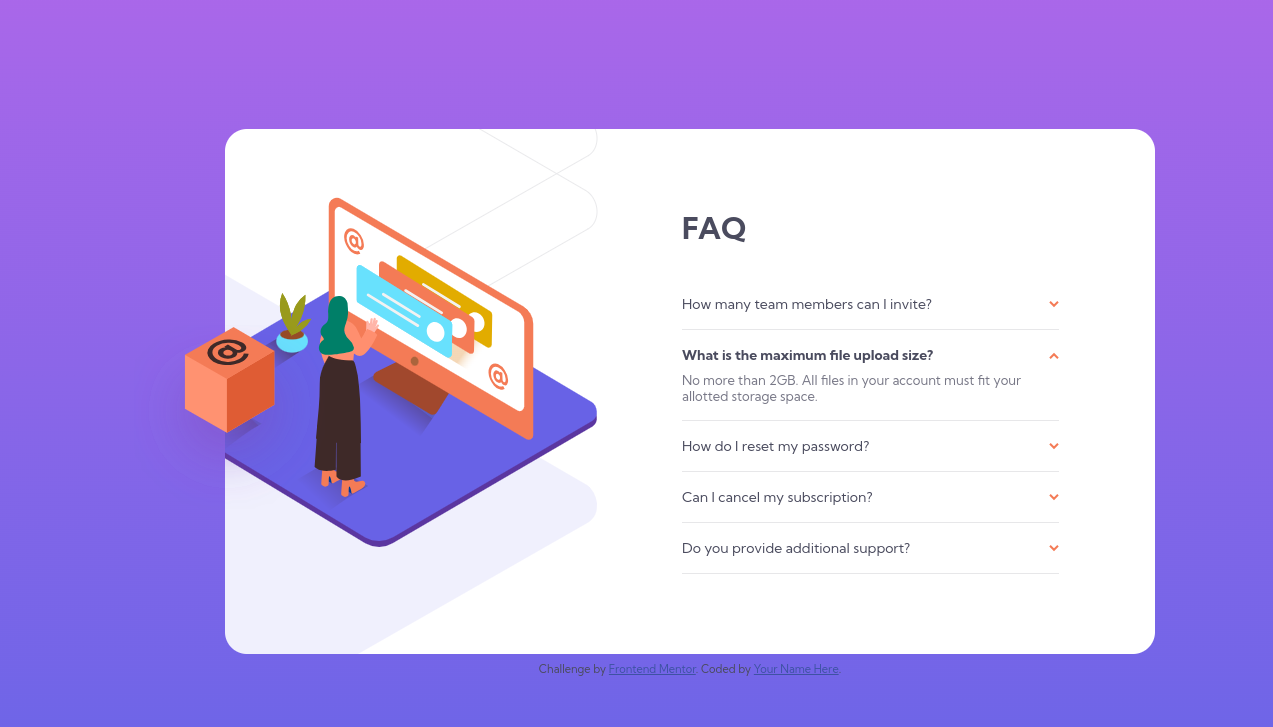 FAQ
How many team members can I invite?
What is the maximum file upload size?
No more than 2GB. All files in your account must fit your
allotted storage space.
How do I reset my password?
Can I cancel my subscription?
Do you provide additional support?
@
@
@
Challenge by Frontend Mentor. Coded by Your Name Here.